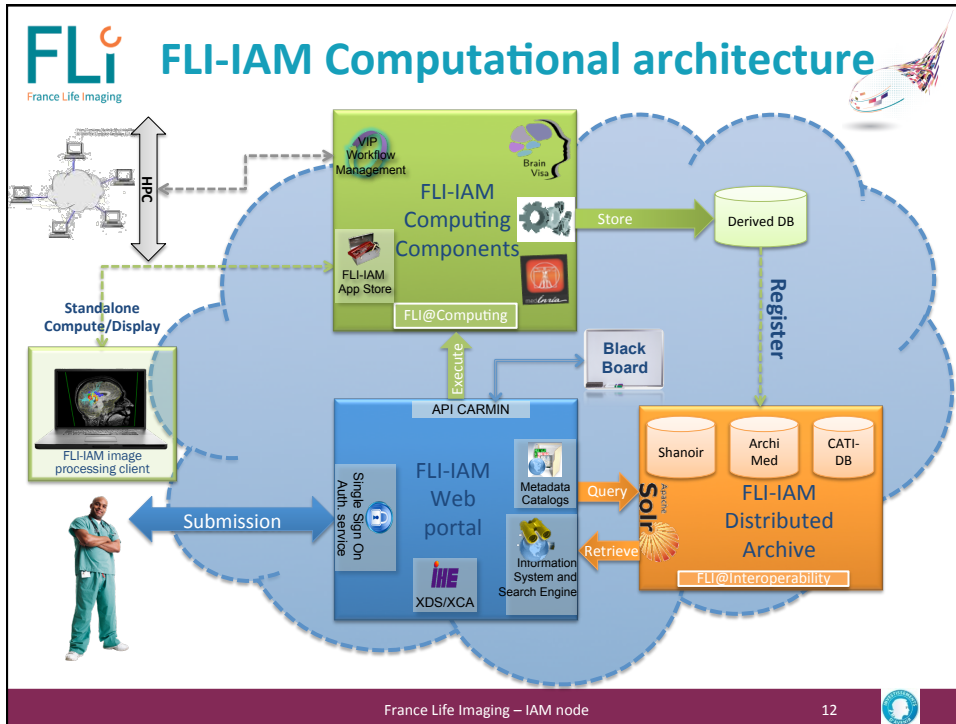 FLi
France Life Imaging
FLI-IAM Computational architecture
HPC
VIP
Workflow
Management
Brain
Visa
FLI-IAM
Computing
Components
FLI-IAM
App Store
FLI@Computing
Store
Derived DB
Register
Standalone
Compute/Display
FLI-IAM image
processing client
Execute
Black
Board
API CARMIN
Single Sign On
Auth. service
FLI-IAM
Web
portal
Metadata
Catalogs
Information
System and
Search Engine
IHE
XDS/XCA
Submission
Query
Retrieve
Shanoir
Archi
Med
CATI-
DB
Apache
Solr
FLI-IAM
Distributed
Archive
FLI@Interoperability
France Life Imaging – IAM node
12